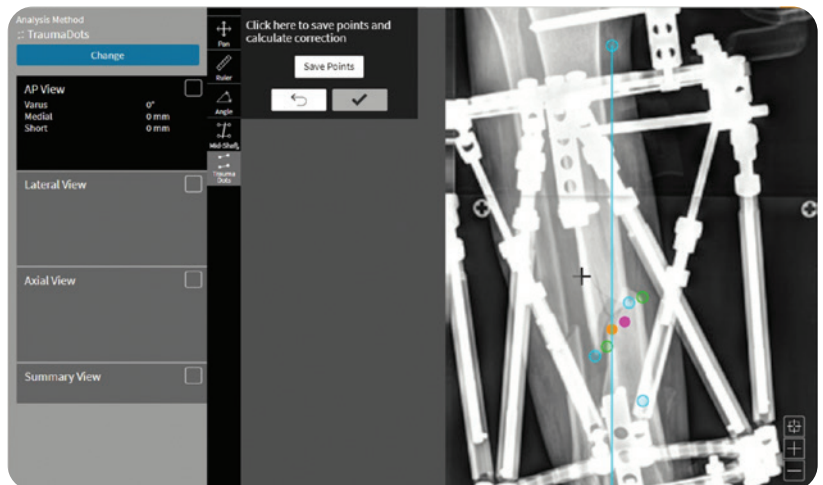 Analysis Method
TraumaDots
Change
AP View
Varus 0°
Medial 0 mm
Short 0 mm
Lateral View
Axial View
Summary View
Pan
Ruler
Angle
Mid-Shaft
Trauma
Dots
Click here to save points and
calculate correction
Save Points